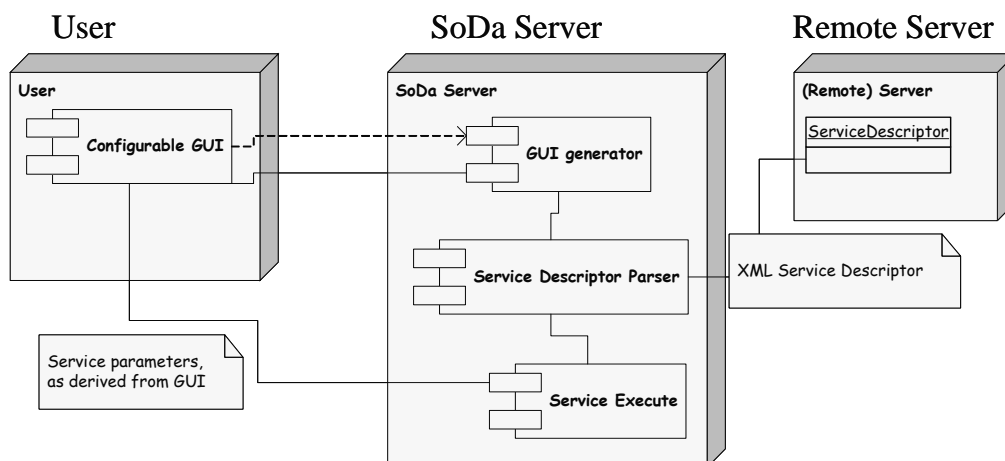 User
SoDa Server
Remote Server
User
Configurable GUI
SoDa Server
GUI generator
Service Descriptor Parser
Service Execute
(Remote) Server
ServiceDescriptor
XML Service Descriptor
Service parameters,
as derived from GUI